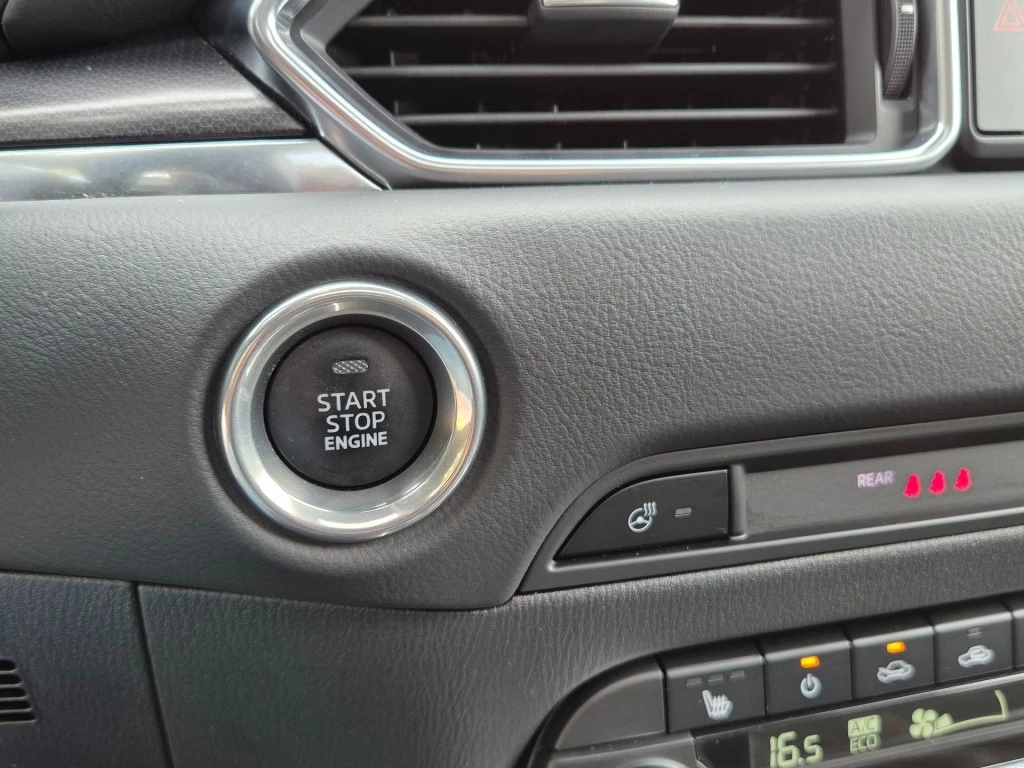 START
STOP
ENGINE
REAR
16.5
A/C
ECO